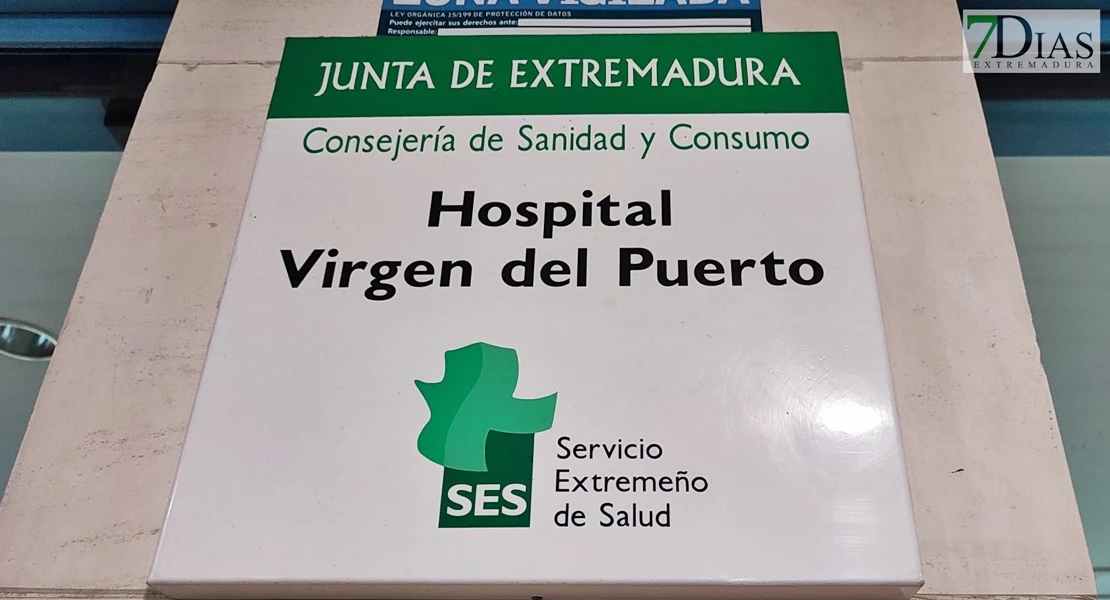 ZONA VIGILADA
LEY ORGÁNICA 15/199 DE PROTECCIÓN DE DATOS
Puede ejercitar sus derechos ante:
Responsable:
7DIAS
EXTREMADURA
JUNTA DE EXTREMADURA
Consejería de Sanidad y Consumo
Hospital
Virgen del Puerto
SES
Servicio
Extremeño
de Salud